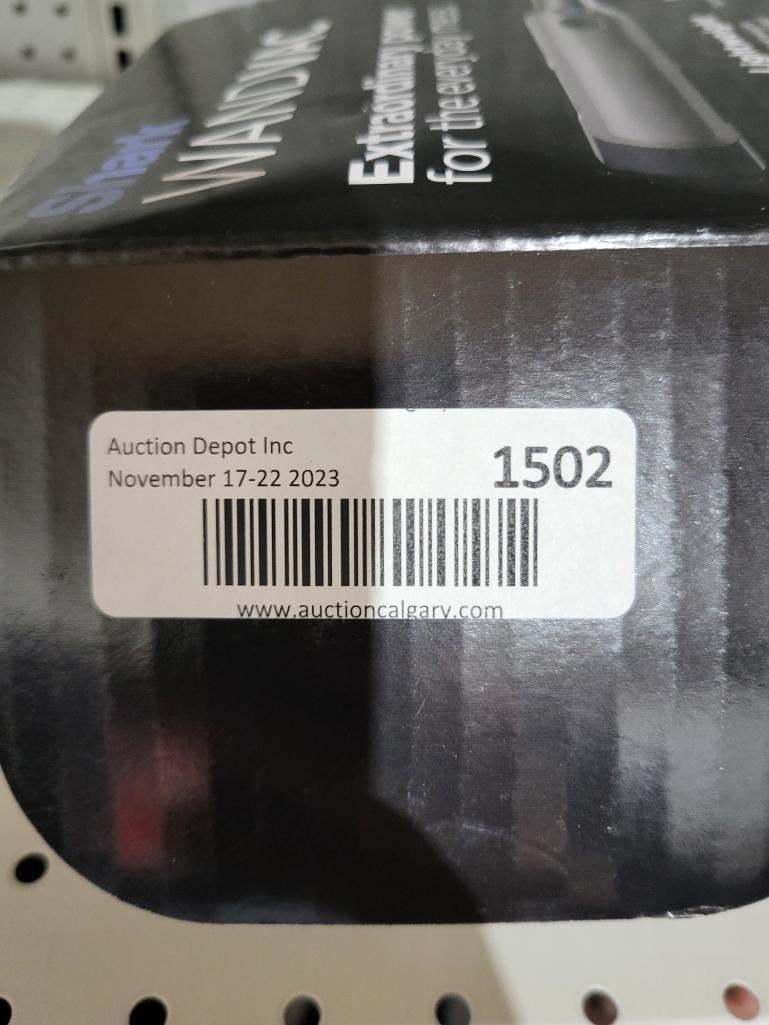 Shark
WANDVAC
Extraordinary power
for the everyday mess.
Auction Depot Inc
November 17-22 2023
1502
www.auctioncalgary.com